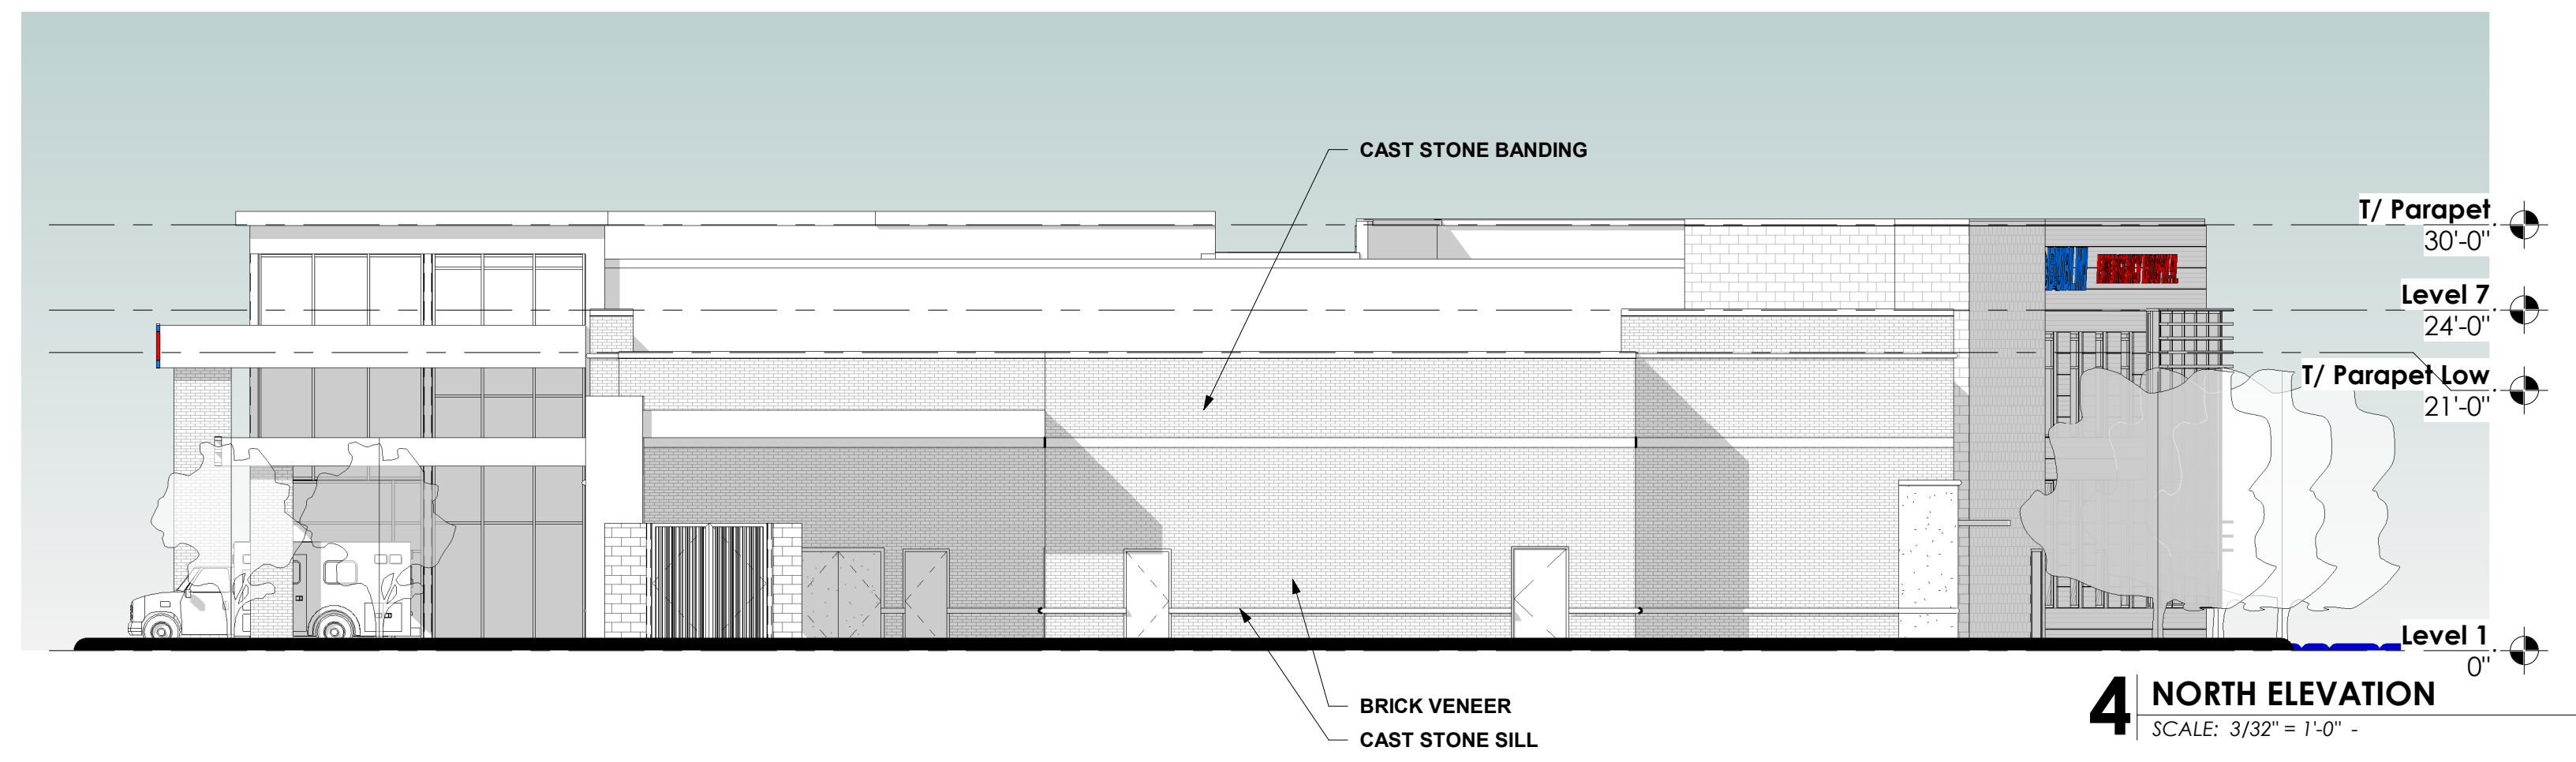 CAST STONE BANDING
T/ Parapet
30'-0"
Level 7
24'-0"
T/ Parapet Low
21'-0"
Level 1
0"
BRICK VENEER
CAST STONE SILL
4
NORTH ELEVATION
SCALE: 3/32" = 1'-0" -